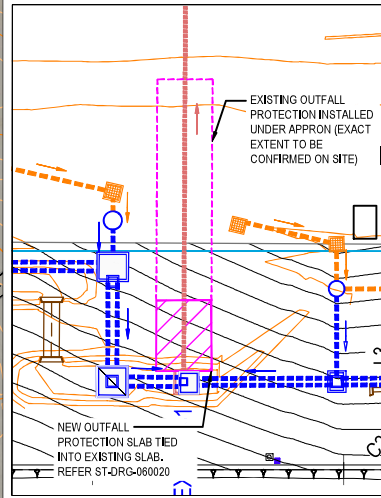 EXISTING OUTFALL
PROTECTION INSTALLED
UNDER APPRON (EXACT
EXTENT TO BE
CONFIRMED ON SITE)
1
NEW OUTFALL
PROTECTION SLAB TIED
INTO EXISTING SLAB.
REFER ST-DRG-060020